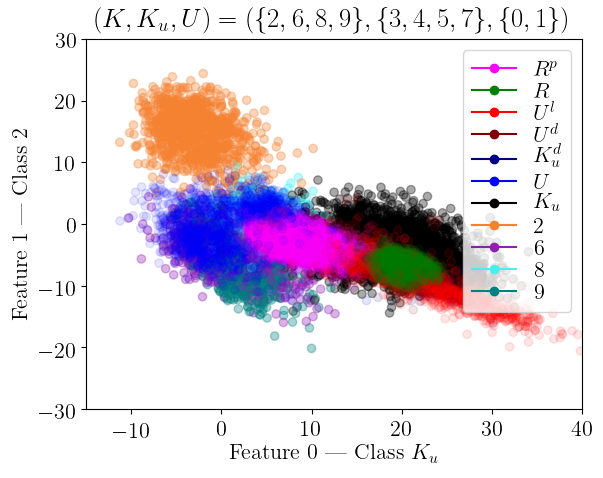 (K, K_u, U) = ({2, 6, 8, 9}, {3, 4, 5, 7}, {0, 1})
Feature 1 — Class 2
30
20
10
0
−10
−20
−30
R^p
R
U^l
U^d
K_u^d
U
K_u
2
6
8
9
−10 0 10 20 30 40
Feature 0 — Class K_u